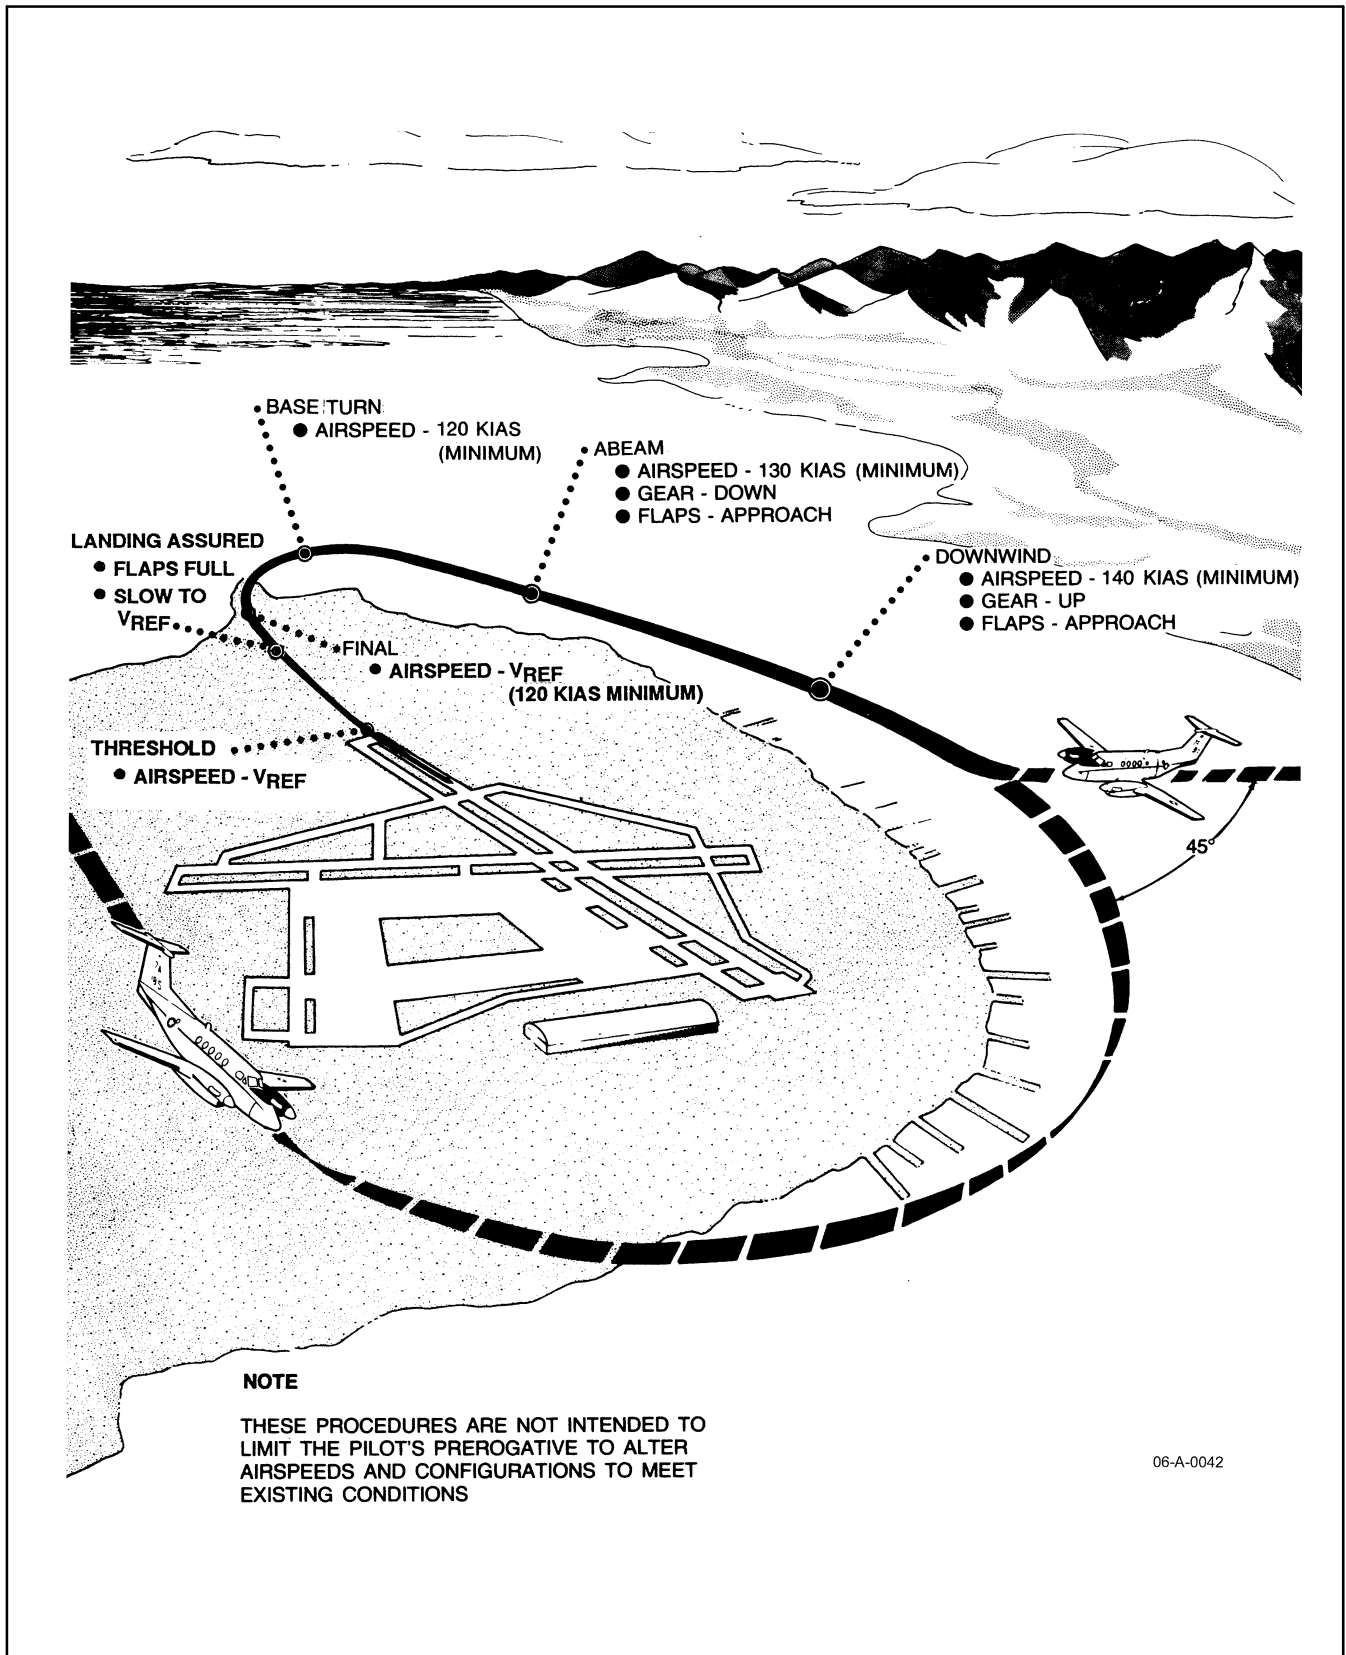 BASE TURN
● AIRSPEED - 120 KIAS
(MINIMUM)
ABEAM
● AIRSPEED - 130 KIAS (MINIMUM)
● GEAR - DOWN
● FLAPS - APPROACH
LANDING ASSURED
● FLAPS FULL
● SLOW TO
VREF
DOWNWIND
● AIRSPEED - 140 KIAS (MINIMUM)
● GEAR - UP
● FLAPS - APPROACH
FINAL
● AIRSPEED - VREF
(120 KIAS MINIMUM)
THRESHOLD
● AIRSPEED - VREF
45°
NOTE
THESE PROCEDURES ARE NOT INTENDED TO
LIMIT THE PILOT'S PREROGATIVE TO ALTER
AIRSPEEDS AND CONFIGURATIONS TO MEET
EXISTING CONDITIONS
06-A-0042